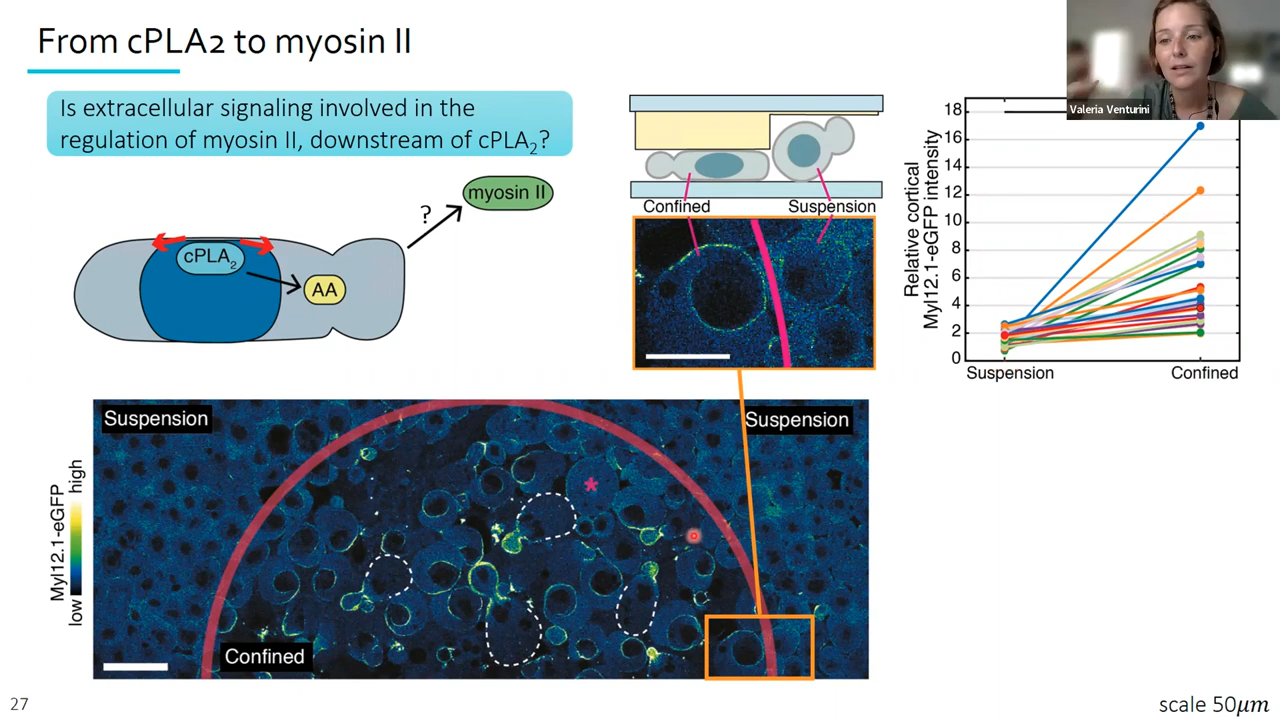 From cPLA2 to myosin II
Is extracellular signaling involved in the
regulation of myosin II, downstream of cPLA₂?
myosin II
?
cPLA₂
AA
Confined
Suspension
Valeria Venturini
Relative cortical
Myl12.1-eGFP intensity
18
16
14
12
10
8
6
4
2
0
Suspension
Confined
Suspension
Suspension
*
Confined
Myl12.1-eGFP
low
high
27
scale 50𝜇m